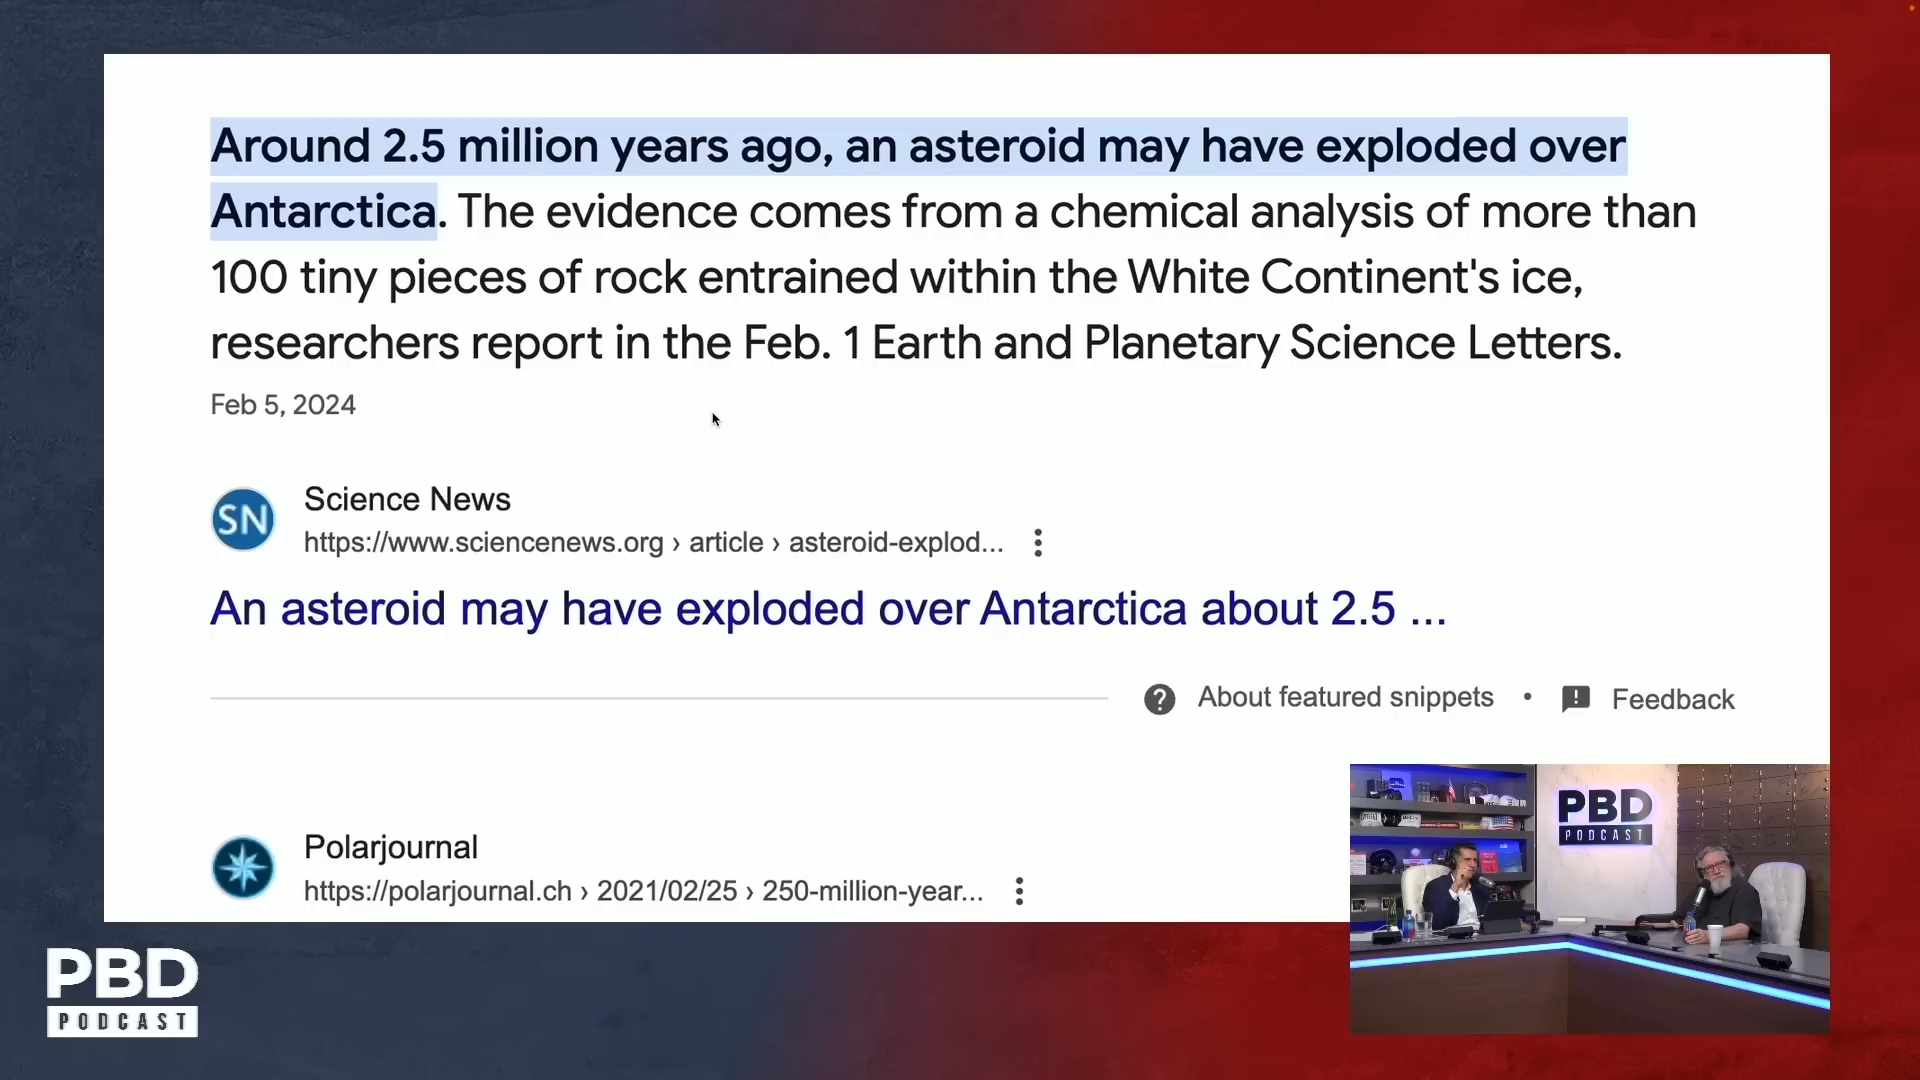 Around 2.5 million years ago, an asteroid may have exploded over
Antarctica. The evidence comes from a chemical analysis of more than
100 tiny pieces of rock entrained within the White Continent's ice,
researchers report in the Feb. 1 Earth and Planetary Science Letters.
Feb 5, 2024
SN
Science News
https://www.sciencenews.org › article › asteroid-explod...
An asteroid may have exploded over Antarctica about 2.5 ...
About featured snippets • Feedback
Polarjournal
https://polarjournal.ch › 2021/02/25 › 250-million-year...
PBD
PODCAST
PBD
PODCAST